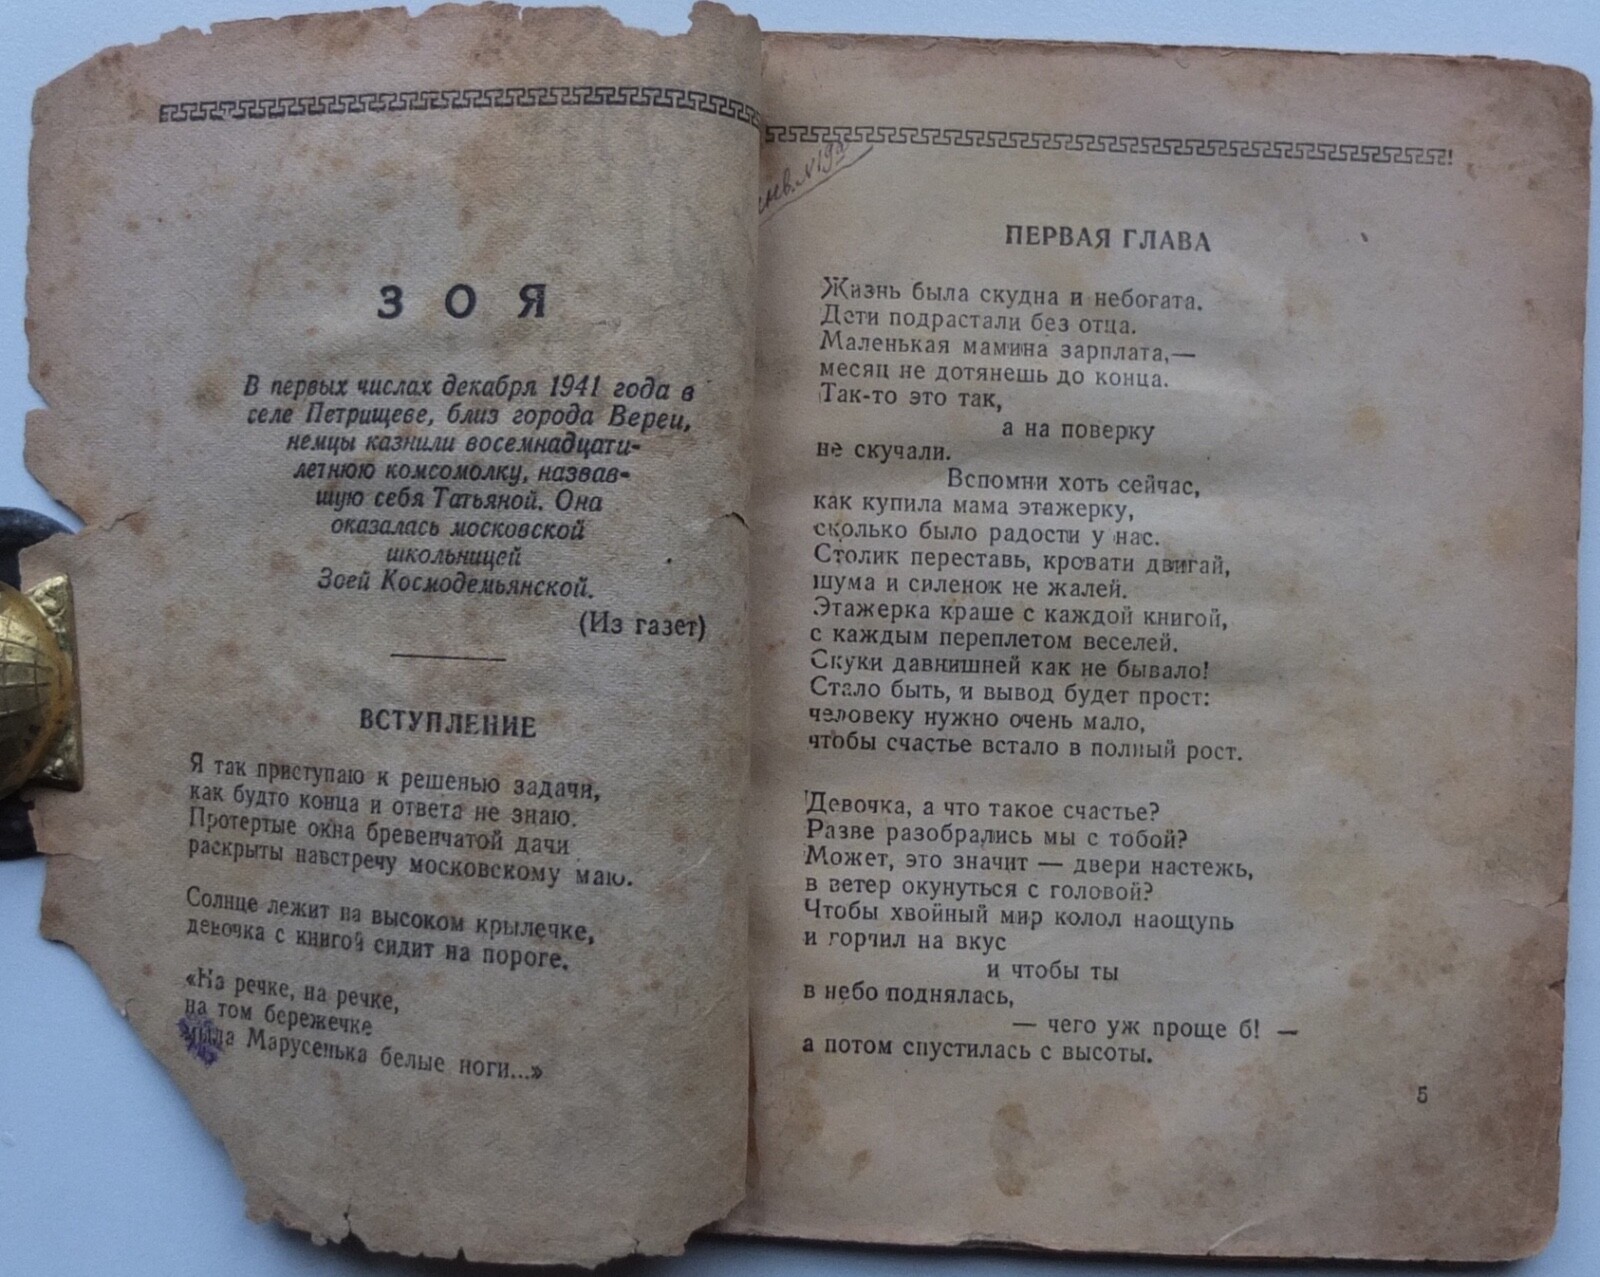 ЗОЯ
В первых числах декабря 1941 года в
селе Петрищеве, близ города Вереи,
немцы казнили восемнадцати-
летнюю комсомолку, назвав-
шую себя Татьяной. Она
оказалась московской
школьницей
Зоей Космодемьянской.
(Из газет)
ВСТУПЛЕНИЕ
Я так приступаю к решенью задачи,
как будто конца и ответа не знаю.
Протертые окна бревенчатой дачи
раскрыты навстречу московскому маю.
Солнце лежит на высоком крылечке,
девочка с книгой сидит на пороге.
«На речке, на речке,
на том бережечке
мыла Марусенька белые ноги...»
ПЕРВАЯ ГЛАВА
Жизнь была скудна и небогата.
Дети подрастали без отца.
Маленькая мамина зарплата,—
месяц не дотянешь до конца.
Так-то это так,
а на поверку
не скучали.
Вспомни хоть сейчас,
как купила мама этажерку,
сколько было радости у нас.
Столик переставь, кровати двигай,
шума и силенок не жалей.
Этажерка краше с каждой книгой,
с каждым переплетом веселей.
Скуки давнишней как не бывало!
Стало быть, и вывод будет прост:
человеку нужно очень мало,
чтобы счастье встало в полный рост.
Девочка, а что такое счастье?
Разве разобрались мы с тобой?
Может, это значит — двери настежь,
в ветер окунуться с головой?
Чтобы хвойный мир колол наощупь
и горчил на вкус
и чтобы ты
в небо поднялась,
— чего уж проще б! —
а потом спустилась с высоты.
5